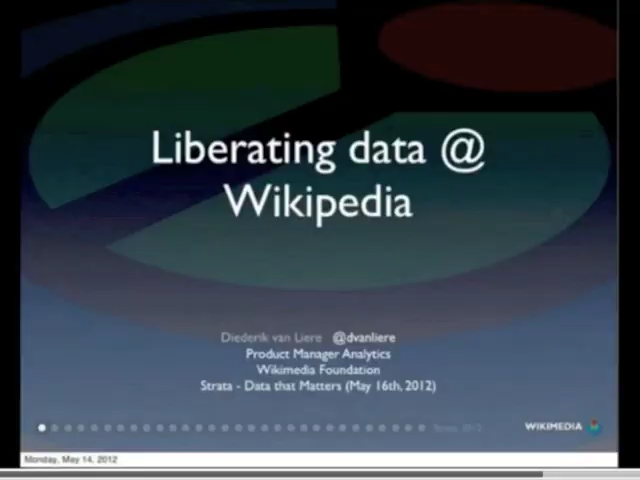 Liberating data @
Wikipedia
Diederik van Liere @dvanliere
Product Manager Analytics
Wikimedia Foundation
Strata - Data that Matters (May 16th, 2012)
WIKIMEDIA
Monday, May 14, 2012